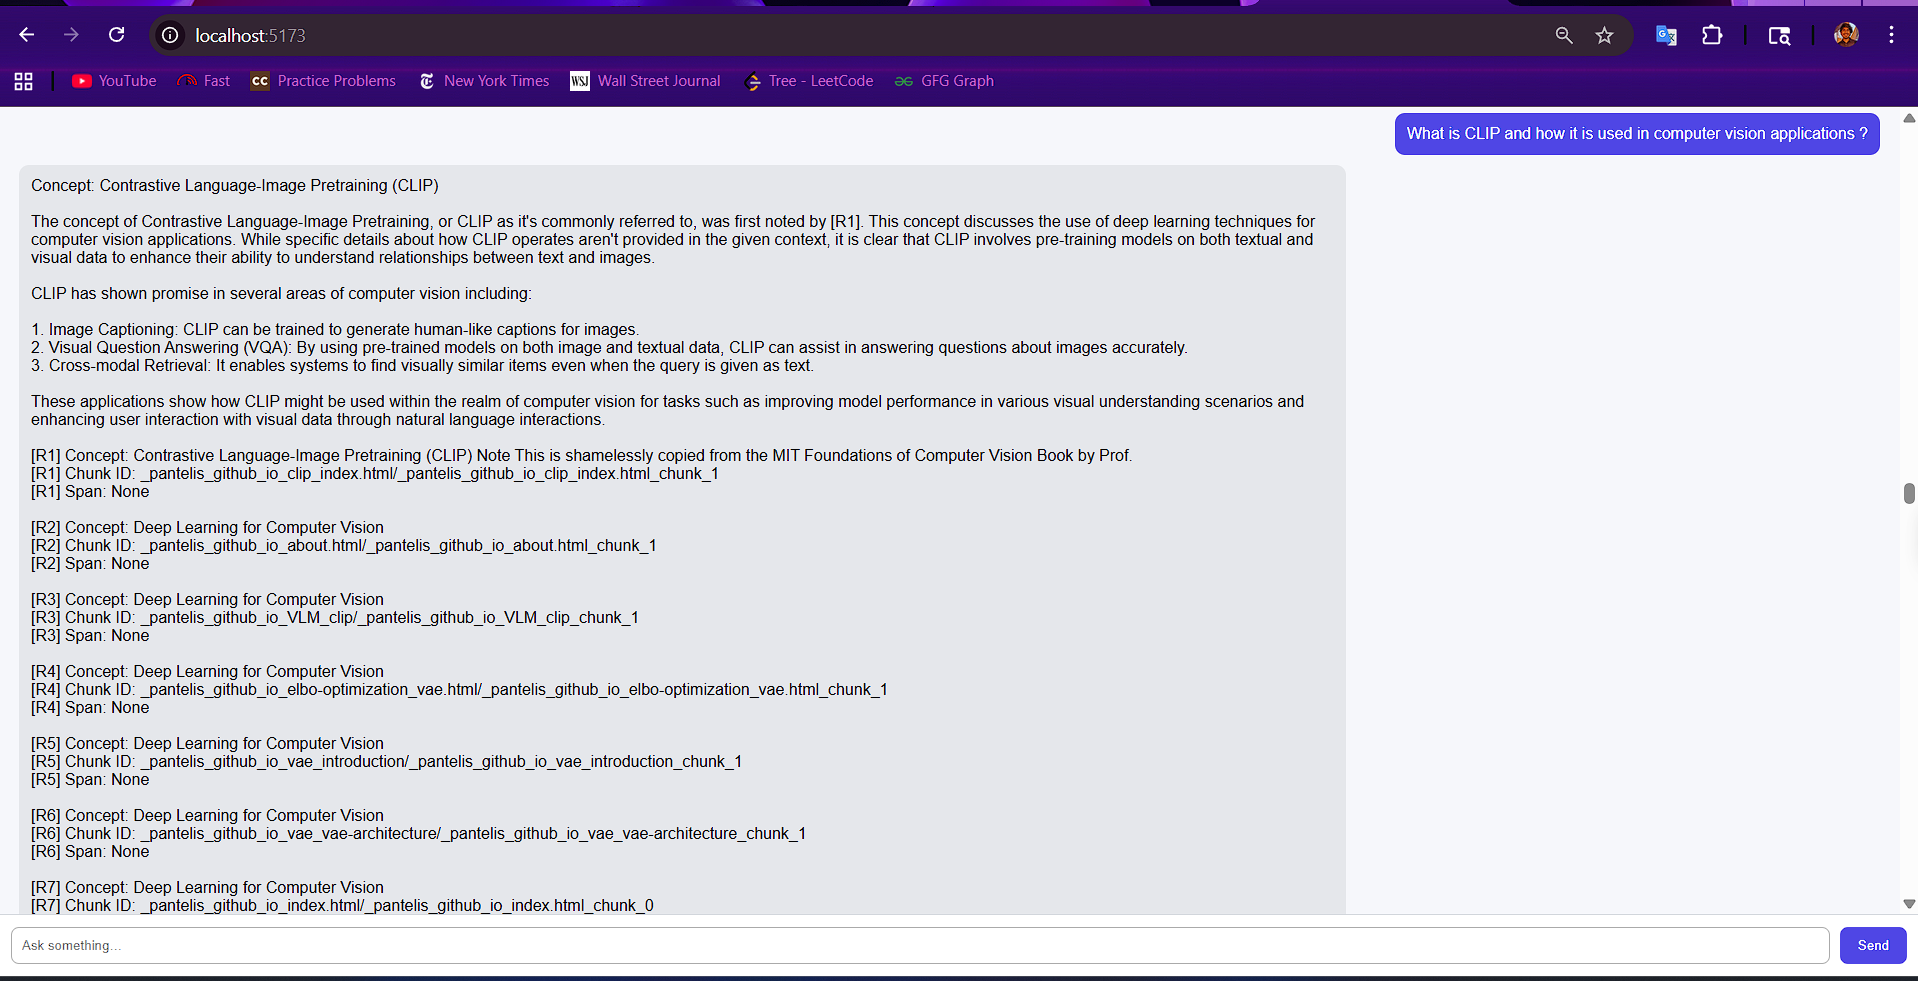 localhost:5173
YouTube
Fast
CC Practice Problems
New York Times
WSJ Wall Street Journal
Tree - LeetCode
GFG Graph
What is CLIP and how it is used in computer vision applications ?
Concept: Contrastive Language-Image Pretraining (CLIP)
The concept of Contrastive Language-Image Pretraining, or CLIP as it's commonly referred to, was first noted by [R1]. This concept discusses the use of deep learning techniques for
computer vision applications. While specific details about how CLIP operates aren't provided in the given context, it is clear that CLIP involves pre-training models on both textual and
visual data to enhance their ability to understand relationships between text and images.
CLIP has shown promise in several areas of computer vision including:
1. Image Captioning: CLIP can be trained to generate human-like captions for images.
2. Visual Question Answering (VQA): By using pre-trained models on both image and textual data, CLIP can assist in answering questions about images accurately.
3. Cross-modal Retrieval: It enables systems to find visually similar items even when the query is given as text.
These applications show how CLIP might be used within the realm of computer vision for tasks such as improving model performance in various visual understanding scenarios and
enhancing user interaction with visual data through natural language interactions.
[R1] Concept: Contrastive Language-Image Pretraining (CLIP) Note This is shamelessly copied from the MIT Foundations of Computer Vision Book by Prof.
[R1] Chunk ID: _pantelis_github_io_clip_index.html/_pantelis_github_io_clip_index.html_chunk_1
[R1] Span: None
[R2] Concept: Deep Learning for Computer Vision
[R2] Chunk ID: _pantelis_github_io_about.html/_pantelis_github_io_about.html_chunk_1
[R2] Span: None
[R3] Concept: Deep Learning for Computer Vision
[R3] Chunk ID: _pantelis_github_io_VLM_clip/_pantelis_github_io_VLM_clip_chunk_1
[R3] Span: None
[R4] Concept: Deep Learning for Computer Vision
[R4] Chunk ID: _pantelis_github_io_elbo-optimization_vae.html/_pantelis_github_io_elbo-optimization_vae.html_chunk_1
[R4] Span: None
[R5] Concept: Deep Learning for Computer Vision
[R5] Chunk ID: _pantelis_github_io_vae_introduction/_pantelis_github_io_vae_introduction_chunk_1
[R5] Span: None
[R6] Concept: Deep Learning for Computer Vision
[R6] Chunk ID: _pantelis_github_io_vae_vae-architecture/_pantelis_github_io_vae_vae-architecture_chunk_1
[R6] Span: None
[R7] Concept: Deep Learning for Computer Vision
[R7] Chunk ID: _pantelis_github_io_index.html/_pantelis_github_io_index.html_chunk_0
Ask something...
Send